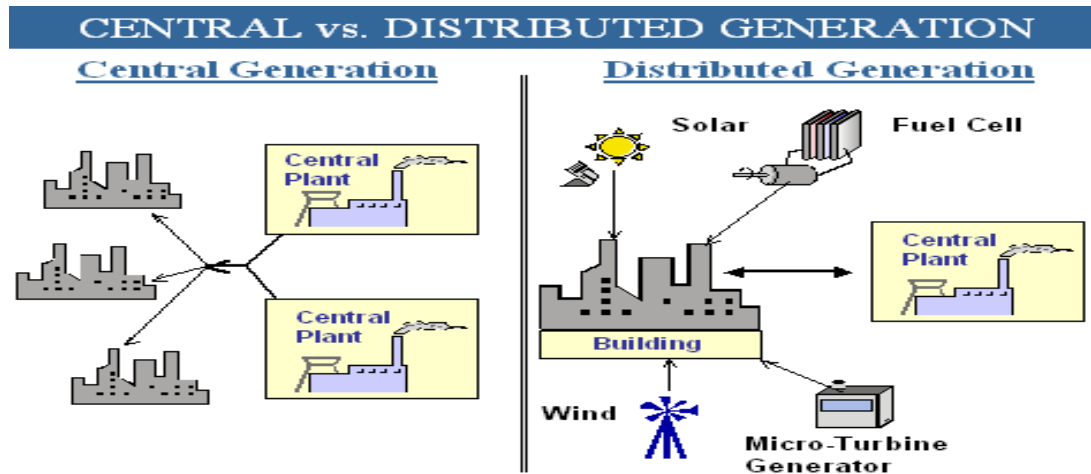 CENTRAL vs. DISTRIBUTED GENERATION
Central Generation
Central
Plant
Central
Plant
Distributed Generation
Solar
Fuel Cell
Central
Plant
Building
Wind
Micro-Turbine
Generator